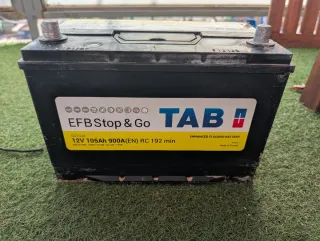 EFB Stop & Go
TAB
12V 105Ah 900A(EN) RC 192 min